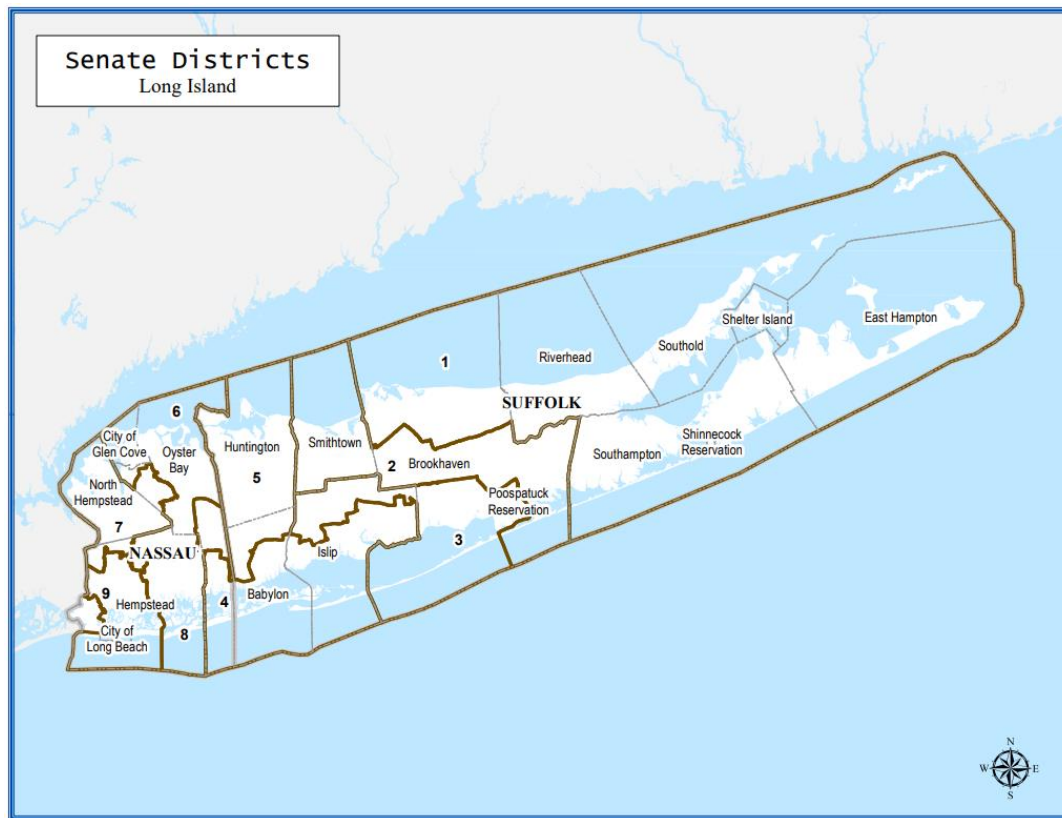 Senate Districts
Long Island
1
Riverhead
Shelter Island
East Hampton
Southold
6
SUFFOLK
City of
Glen Cove
Oyster
Bay
Huntington
Smithtown
5
2
Brookhaven
Southampton
Shinnecock
Reservation
North
Hempstead
Poospatuck
Reservation
7
NASSAU
Islip
3
9
Hempstead
4
Babylon
City of
Long Beach
8
N
W
E
S